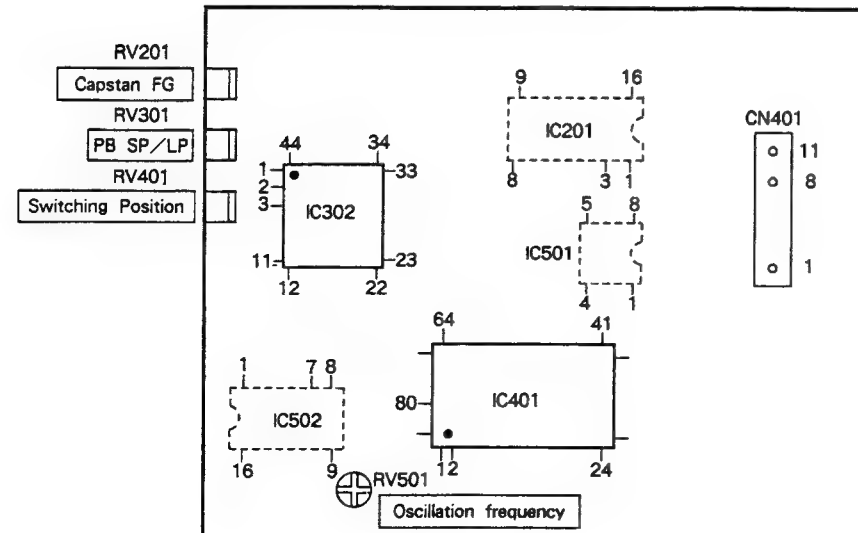 RV201
Capstan FG
RV301
PB SP/LP
RV401
Switching Position
44 34
1 33
2
3
IC302
11 23
12 22
9 16
IC201
8 3 1
CN401
11
8
1
5 8
IC501
4 1
64 41
80
IC401
12 24
1 7 8
IC502
16 9
RV501
Oscillation frequency